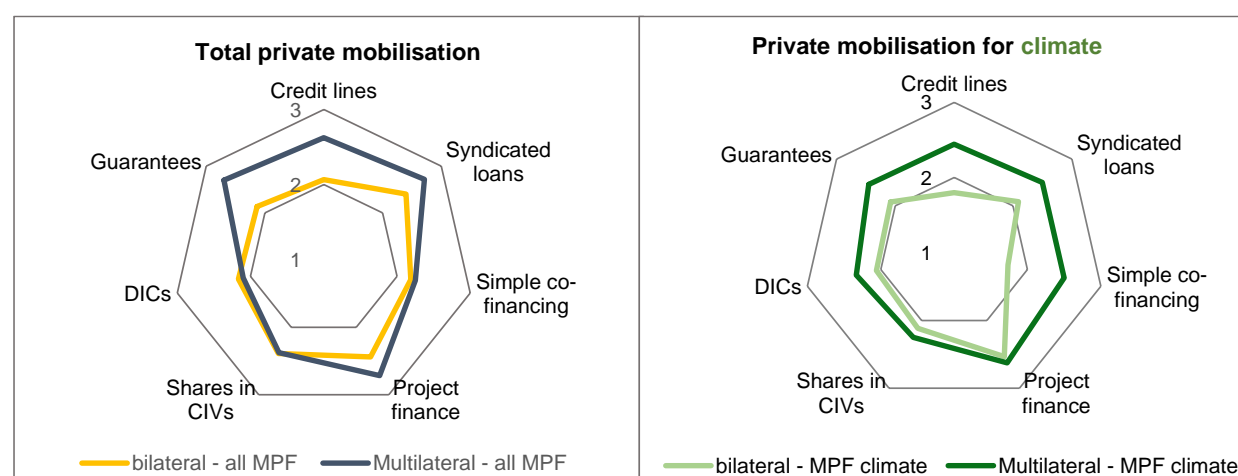 Total private mobilisation
Credit lines
3
Guarantees
Syndicated
loans
2
1
DICs
Simple co-
financing
Shares in
CIVs
Project
finance
bilateral - all MPF
Multilateral - all MPF
Private mobilisation for climate
Credit lines
3
Guarantees
Syndicated
loans
2
1
DICs
Simple co-
financing
Shares in
CIVs
Project
finance
bilateral - MPF climate
Multilateral - MPF climate